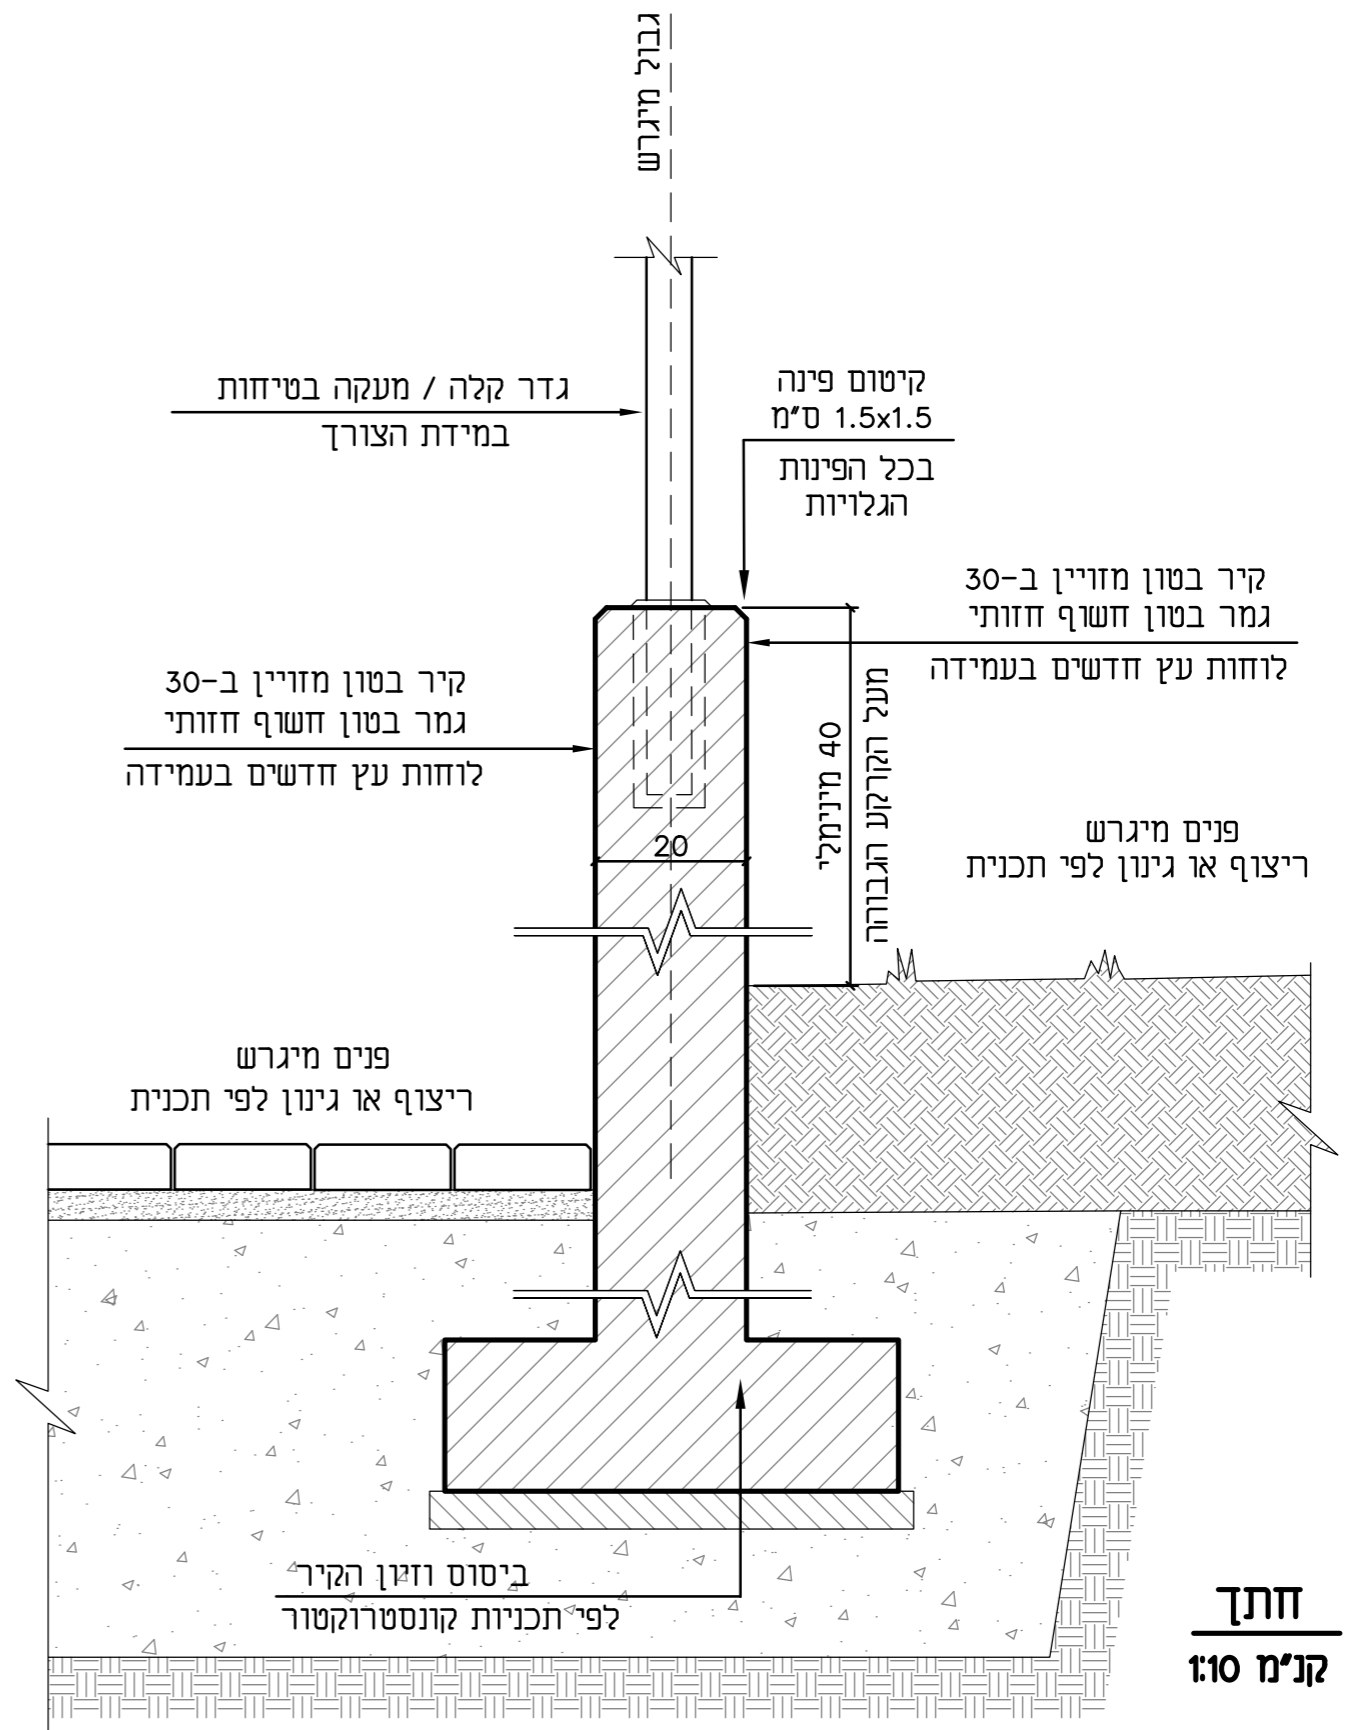 גבול מיגרש
גדר קלה / מעקה בטיחות
במידת הצורך
קיטום פינה
1.5x1.5 ס"מ
בכל הפינות
הגלויות
קיר בטון מזויין ב-30
גמר בטון חשוף חזותי
לוחות עץ חדשים בעמידה
קיר בטון מזויין ב-30
גמר בטון חשוף חזותי
לוחות עץ חדשים בעמידה
40 מינימלי
מעל הקרקע הגבוהה
20
פנים מיגרש
ריצוף או גינון לפי תכנית
פנים מיגרש
ריצוף או גינון לפי תכנית
ביסוס וזיון הקיר
לפי תכניות קונסטרוקטור
חתך
קנ"מ 1:10